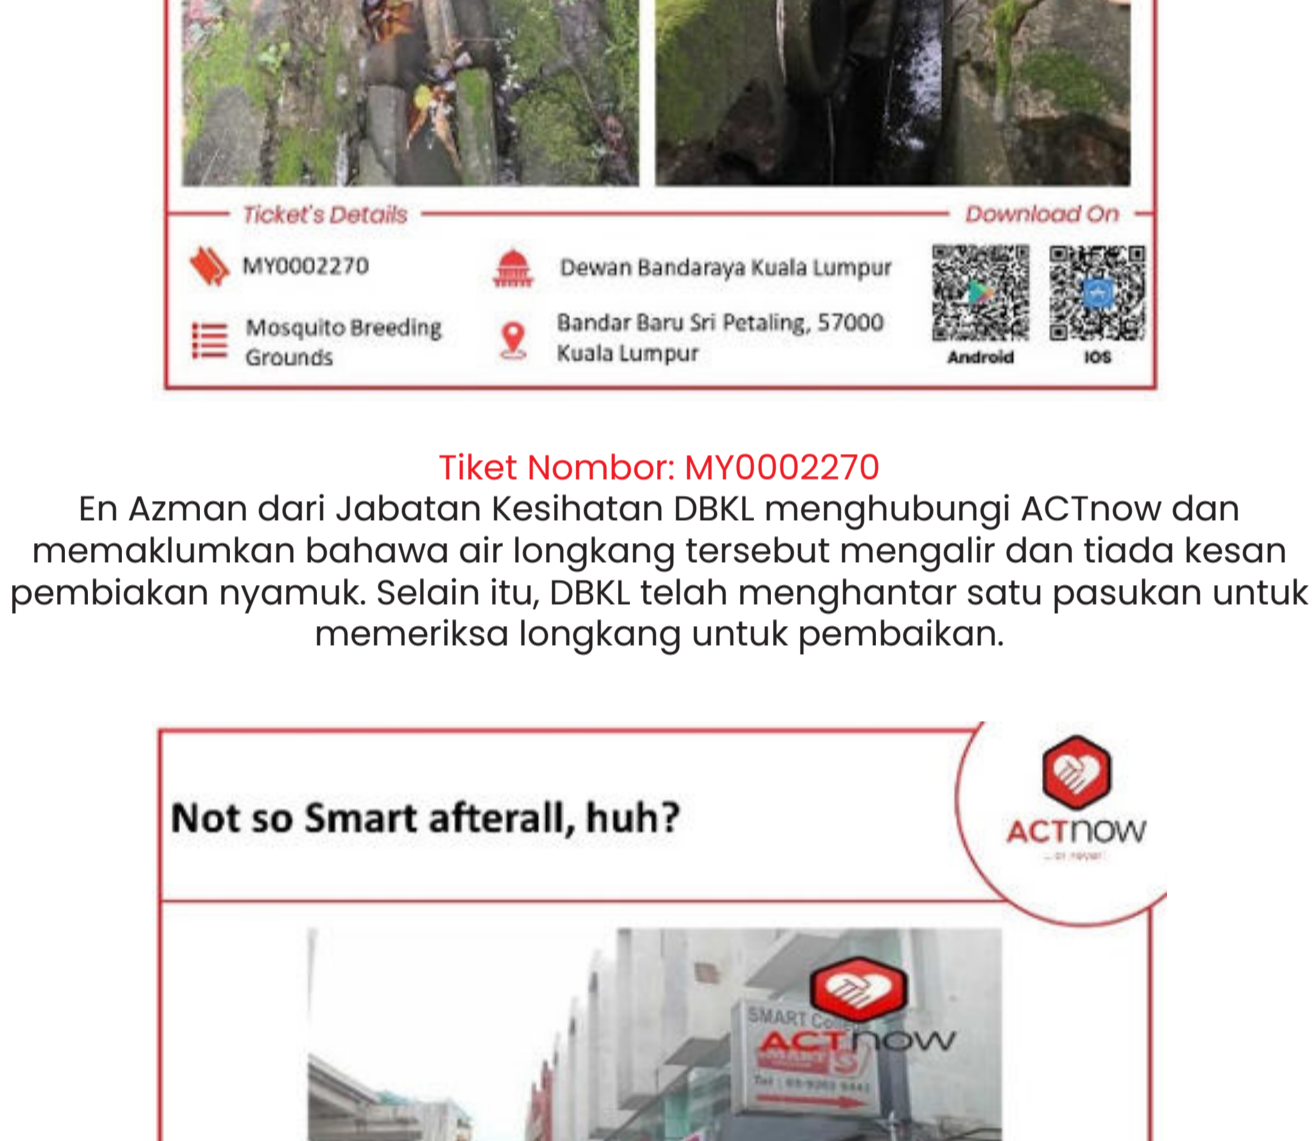 Ticket's Details
Download On
MY0002270
Dewan Bandaraya Kuala Lumpur
Mosquito Breeding
Grounds
Bandar Baru Sri Petaling, 57000
Kuala Lumpur
Android
IOS
Tiket Nombor: MY0002270
En Azman dari Jabatan Kesihatan DBKL menghubungi ACTnow dan
memaklumkan bahawa air longkang tersebut mengalir dan tiada kesan
pembiakan nyamuk. Selain itu, DBKL telah menghantar satu pasukan untuk
memeriksa longkang untuk pembaikan.
Not so Smart afterall, huh?
ACTnow
SMART
ACTnow
Tel :